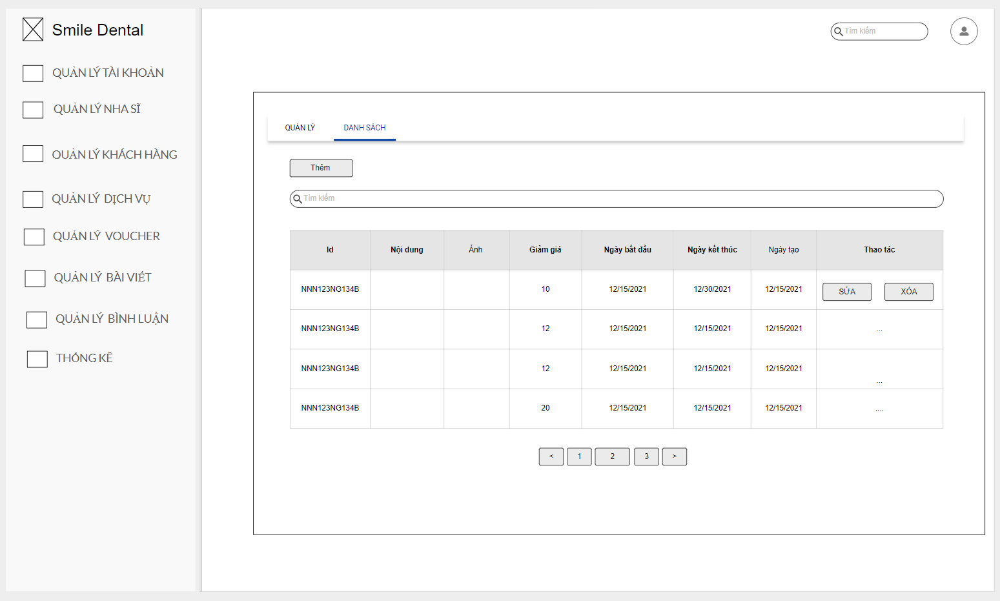 Smile Dental
Tìm kiếm
QUẢN LÝ TÀI KHOẢN
QUẢN LÝ NHA SĨ
QUẢN LÝ KHÁCH HÀNG
QUẢN LÝ DỊCH VỤ
QUẢN LÝ VOUCHER
QUẢN LÝ BÀI VIẾT
QUẢN LÝ BÌNH LUẬN
THỐNG KÊ
QUẢN LÝ DANH SÁCH
Thêm
Tìm kiếm
Id Nội dung Ảnh Giảm giá Ngày bắt đầu Ngày kết thúc Ngày tạo Thao tác
NNN123NG134B 10 12/15/2021 12/30/2021 12/15/2021 SỬA XÓA
NNN123NG134B 12 12/15/2021 12/15/2021 12/15/2021 ...
NNN123NG134B 12 12/15/2021 12/15/2021 12/15/2021 ...
NNN123NG134B 20 12/15/2021 12/15/2021 12/15/2021 ....
< 1 2 3 >